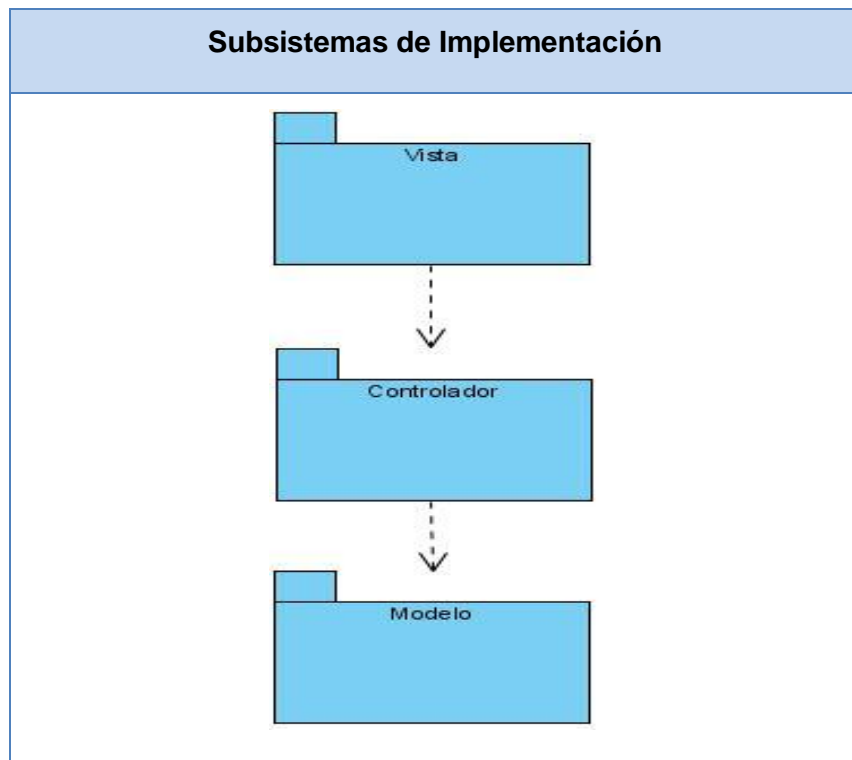 Subsistemas de Implementación
Vista
Controlador
Modelo